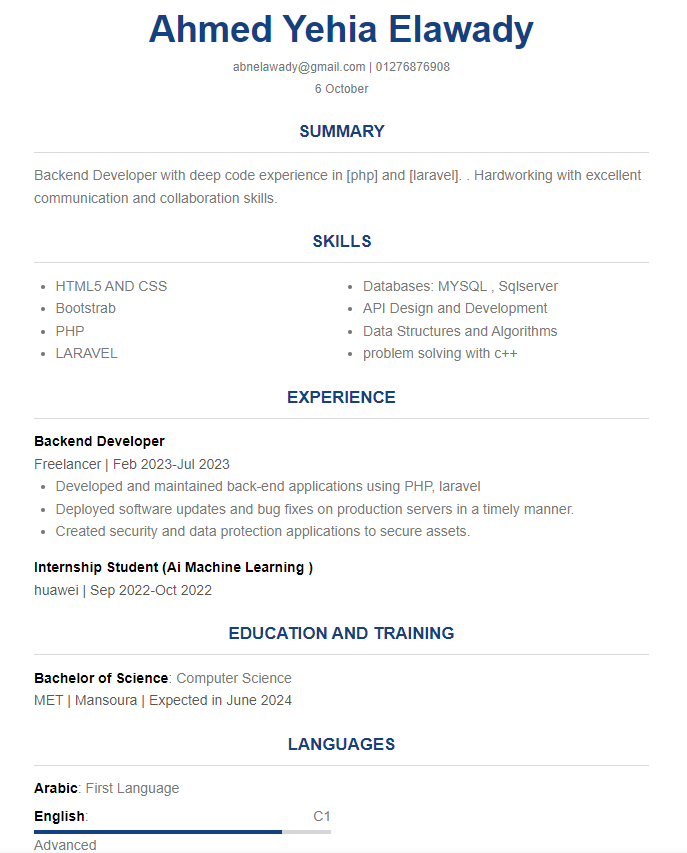 Ahmed Yehia Elawady
abnelawady@gmail.com | 01276876908
6 October
SUMMARY
Backend Developer with deep code experience in [php] and [laravel]. . Hardworking with excellent
communication and collaboration skills.
SKILLS
• HTML5 AND CSS
• Bootstrab
• PHP
• LARAVEL
• Databases: MYSQL , Sqlserver
• API Design and Development
• Data Structures and Algorithms
• problem solving with c++
EXPERIENCE
Backend Developer
Freelancer | Feb 2023-Jul 2023
• Developed and maintained back-end applications using PHP, laravel
• Deployed software updates and bug fixes on production servers in a timely manner.
• Created security and data protection applications to secure assets.
Internship Student (Ai Machine Learning )
huawei | Sep 2022-Oct 2022
EDUCATION AND TRAINING
Bachelor of Science: Computer Science
MET | Mansoura | Expected in June 2024
LANGUAGES
Arabic: First Language
English: C1
Advanced